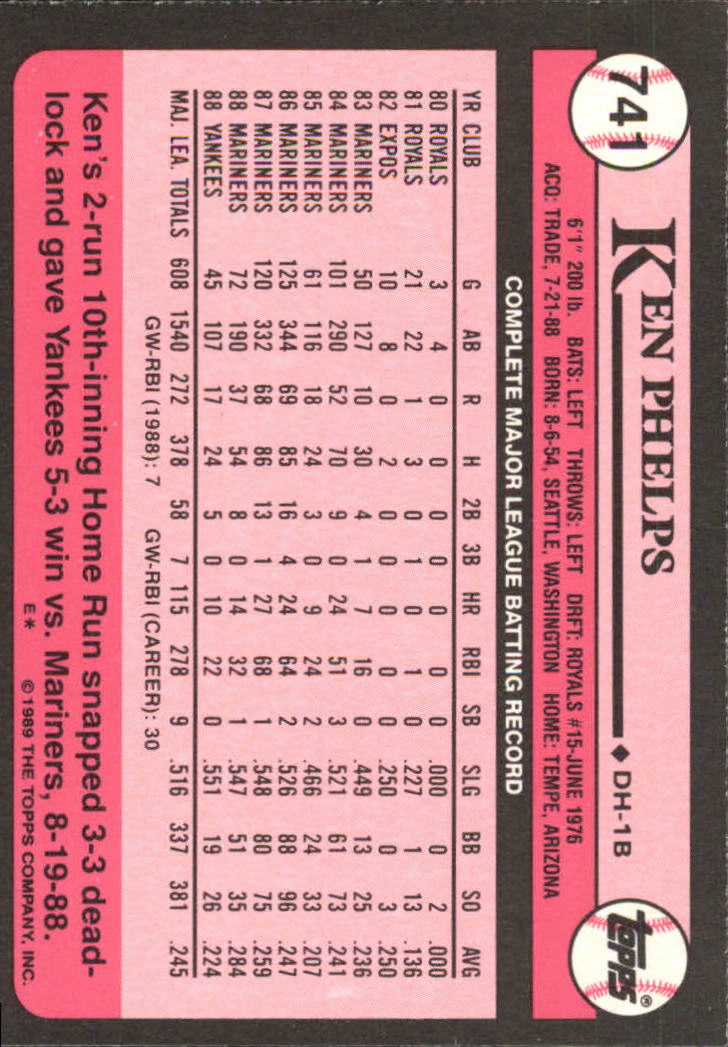 741
KEN PHELPS ◆ DH-1B
topps®
6'1" 200 lb. BATS: LEFT THROWS: LEFT DRFT: ROYALS #15-JUNE 1976
ACQ: TRADE, 7-21-88 BORN: 8-6-54, SEATTLE, WASHINGTON HOME: TEMPE, ARIZONA
COMPLETE MAJOR LEAGUE BATTING RECORD
YR CLUB G AB R H 2B 3B HR RBI SB SLG BB SO AVG
80 ROYALS 3 4 0 0 0 0 0 0 0 .000 0 2 .000
81 ROYALS 21 22 1 3 0 1 0 1 0 .227 1 13 .136
82 EXPOS 10 8 0 2 0 0 0 0 0 .250 0 3 .250
83 MARINERS 50 127 10 30 4 1 7 16 0 .449 13 25 .236
84 MARINERS 101 290 52 70 9 0 24 51 3 .521 61 73 .241
85 MARINERS 61 116 18 24 3 0 9 24 2 .466 24 33 .207
86 MARINERS 125 344 69 85 16 4 24 64 2 .526 88 96 .247
87 MARINERS 120 332 68 86 13 1 27 68 1 .548 80 75 .259
88 MARINERS 72 190 37 54 8 0 14 32 1 .547 51 35 .284
88 YANKEES 45 107 17 24 5 0 10 22 0 .551 19 26 .224
MAJ. LEA. TOTALS 608 1540 272 378 58 7 115 278 9 .516 337 381 .245
GW-RBI (1988): 7 GW-RBI (CAREER): 30
Ken's 2-run 10th-inning Home Run snapped 3-3 dead-
lock and gave Yankees 5-3 win vs. Mariners, 8-19-88.
E* © 1989 THE TOPPS COMPANY, INC.